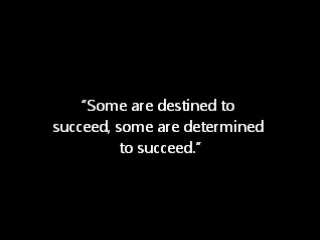 “Some are destined to
succeed, some are determined
to succeed.”